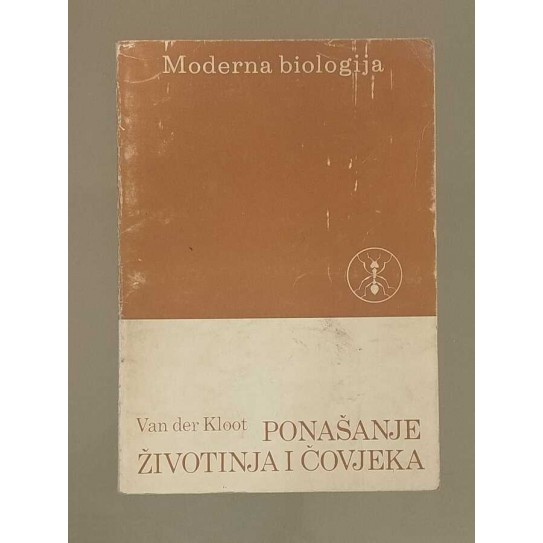 Moderna biologija
Van der Kloot PONAŠANJE
ŽIVOTINJA I ČOVJEKA